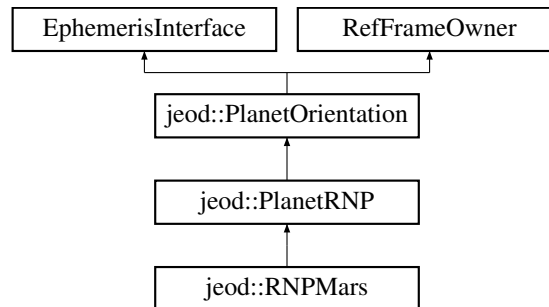 EphemerisInterface
RefFrameOwner
jeod::PlanetOrientation
jeod::PlanetRNP
jeod::RNPMars